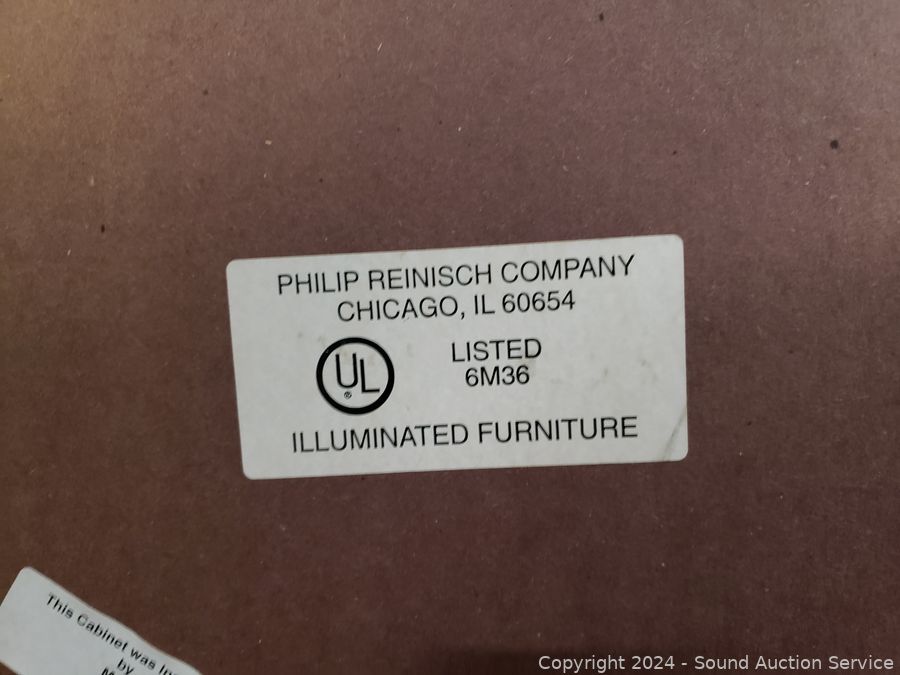 PHILIP REINISCH COMPANY
CHICAGO, IL 60654
UL
®
LISTED
6M36
ILLUMINATED FURNITURE
This Cabinet was
by
Copyright 2024 - Sound Auction Service